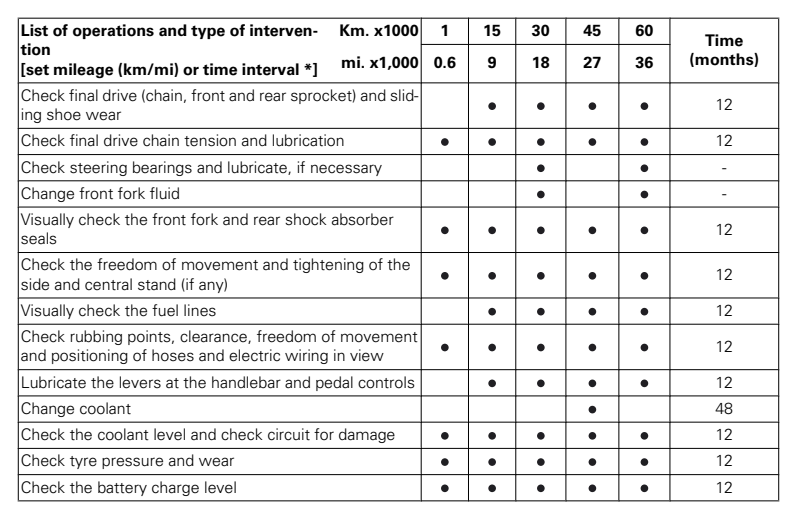 List of operations and type of interven- Km. x1000 1 15 30 45 60 Time
tion
[set mileage (km/mi) or time interval *] mi. x1,000 0.6 9 18 27 36 (months)
Check final drive (chain, front and rear sprocket) and slid-
ing shoe wear ● ● ● ● 12
Check final drive chain tension and lubrication ● ● ● ● ● 12
Check steering bearings and lubricate, if necessary ● ● -
Change front fork fluid ● ● -
Visually check the front fork and rear shock absorber
seals ● ● ● ● ● 12
Check the freedom of movement and tightening of the
side and central stand (if any) ● ● ● ● ● 12
Visually check the fuel lines ● ● ● ● 12
Check rubbing points, clearance, freedom of movement
and positioning of hoses and electric wiring in view ● ● ● ● ● 12
Lubricate the levers at the handlebar and pedal controls ● ● ● ● 12
Change coolant ● 48
Check the coolant level and check circuit for damage ● ● ● ● ● 12
Check tyre pressure and wear ● ● ● ● ● 12
Check the battery charge level ● ● ● ● ● 12